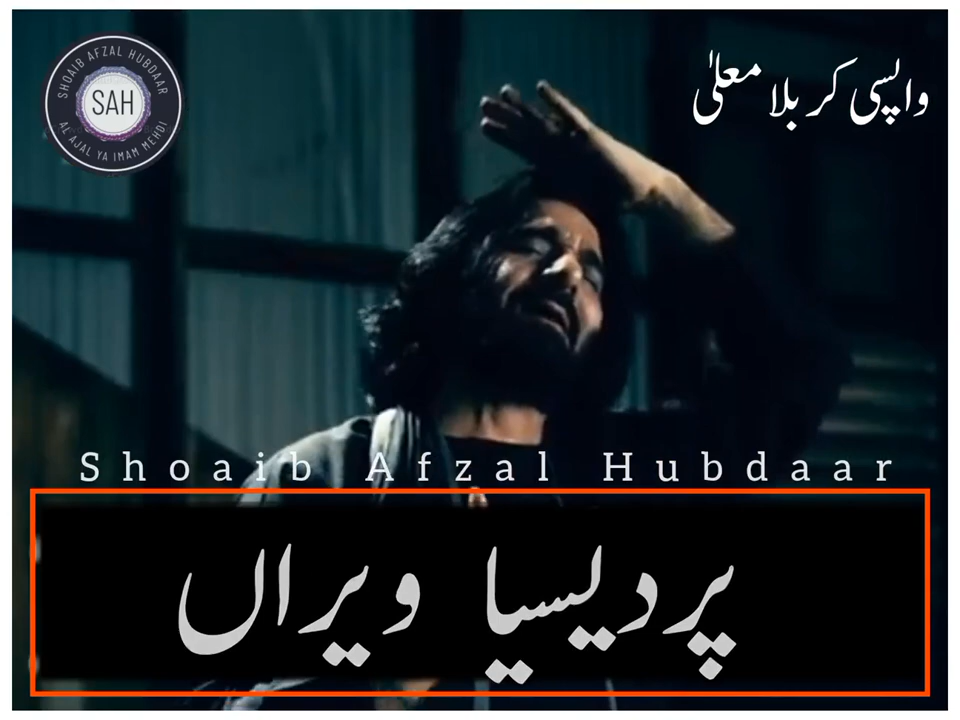 SHOAIB AFZAL HUBDAAR
SAH
AL'AJAL YA IMAM MEHDI
واپسی کربلا معلیٰ
Shoaib Afzal Hubdaar
پردیسیا ویراں